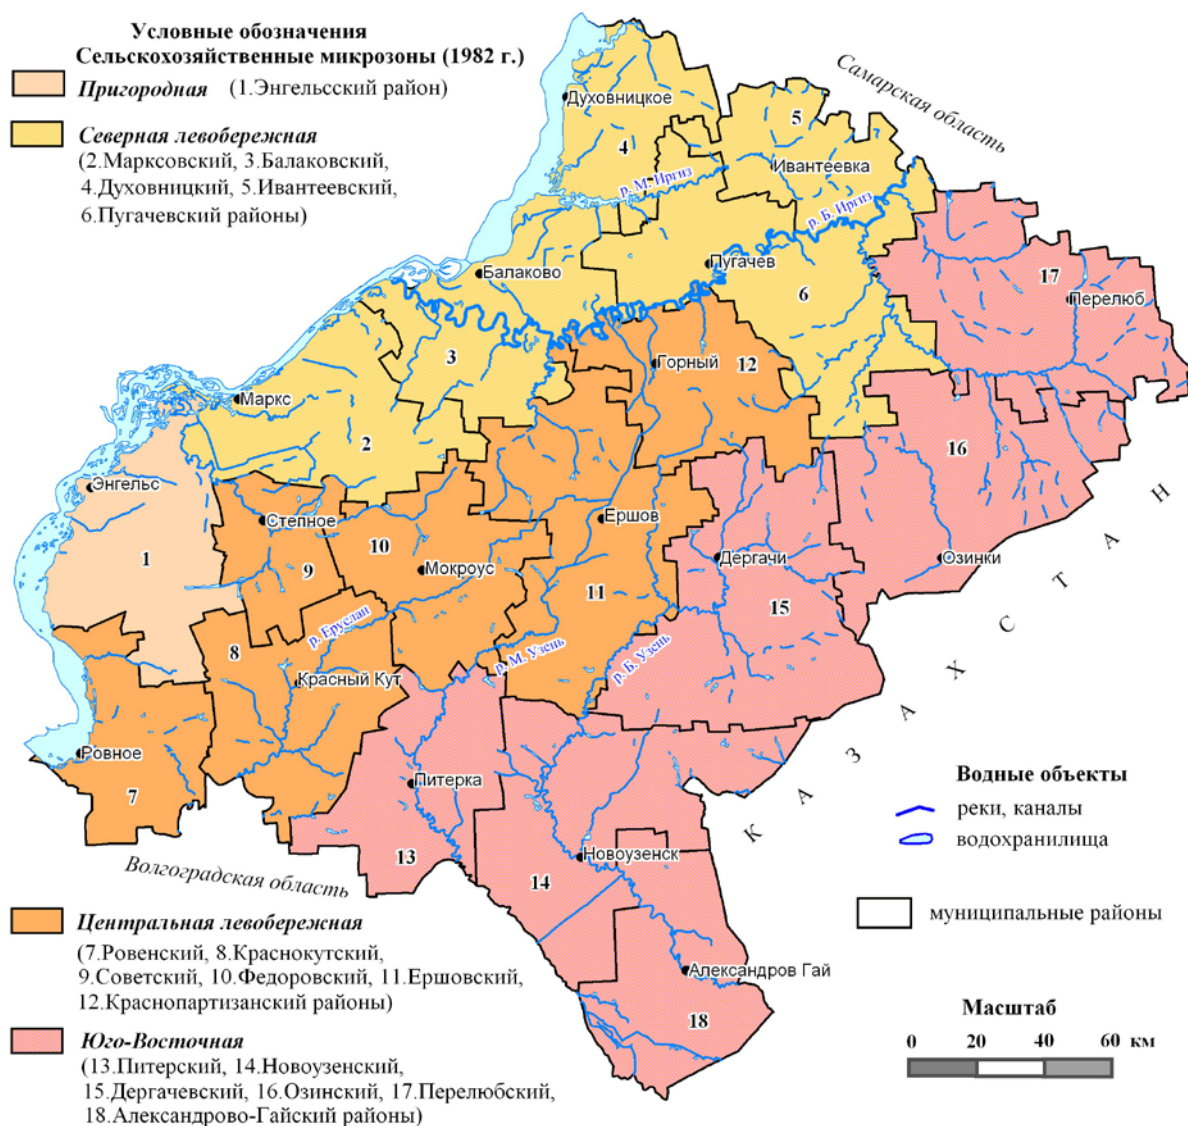 Условные обозначения
Сельскохозяйственные микрозоны (1982 г.)
Пригородная (1.Энгельсский район)
Северная левобережная
(2.Марксовский, 3.Балаковский,
4.Духовницкий, 5.Ивантеевский,
6.Пугачевский районы)
Самарская область
Духовницкое
4
5
Ивантеевка
р. М. Иргиз
р. Б. Иргиз
Балаково
Пугачев
6
17
Перелюб
3
Горный
12
Маркс
2
16
Энгельс
Степное
Ершов
10
Мокроус
9
11
1
Дергачи
15
Озинки
КАЗАХСТАН
8
р. Еруслан
р. М. Узень
р. Б. Узень
Красный Кут
Ровное
7
Питерка
13
Новоузенск
14
Волгоградская область
Александров Гай
18
Водные объекты
реки, каналы
водохранилища
муниципальные районы
Центральная левобережная
(7.Ровенский, 8.Краснокутский,
9.Советский, 10.Федоровский, 11.Ершовский,
12.Краснопартизанский районы)
Юго-Восточная
(13.Питерский, 14.Новоузенский,
15.Дергачевский, 16.Озинский, 17.Перелюбский,
18.Александрово-Гайский районы)
Масштаб
0 20 40 60 км